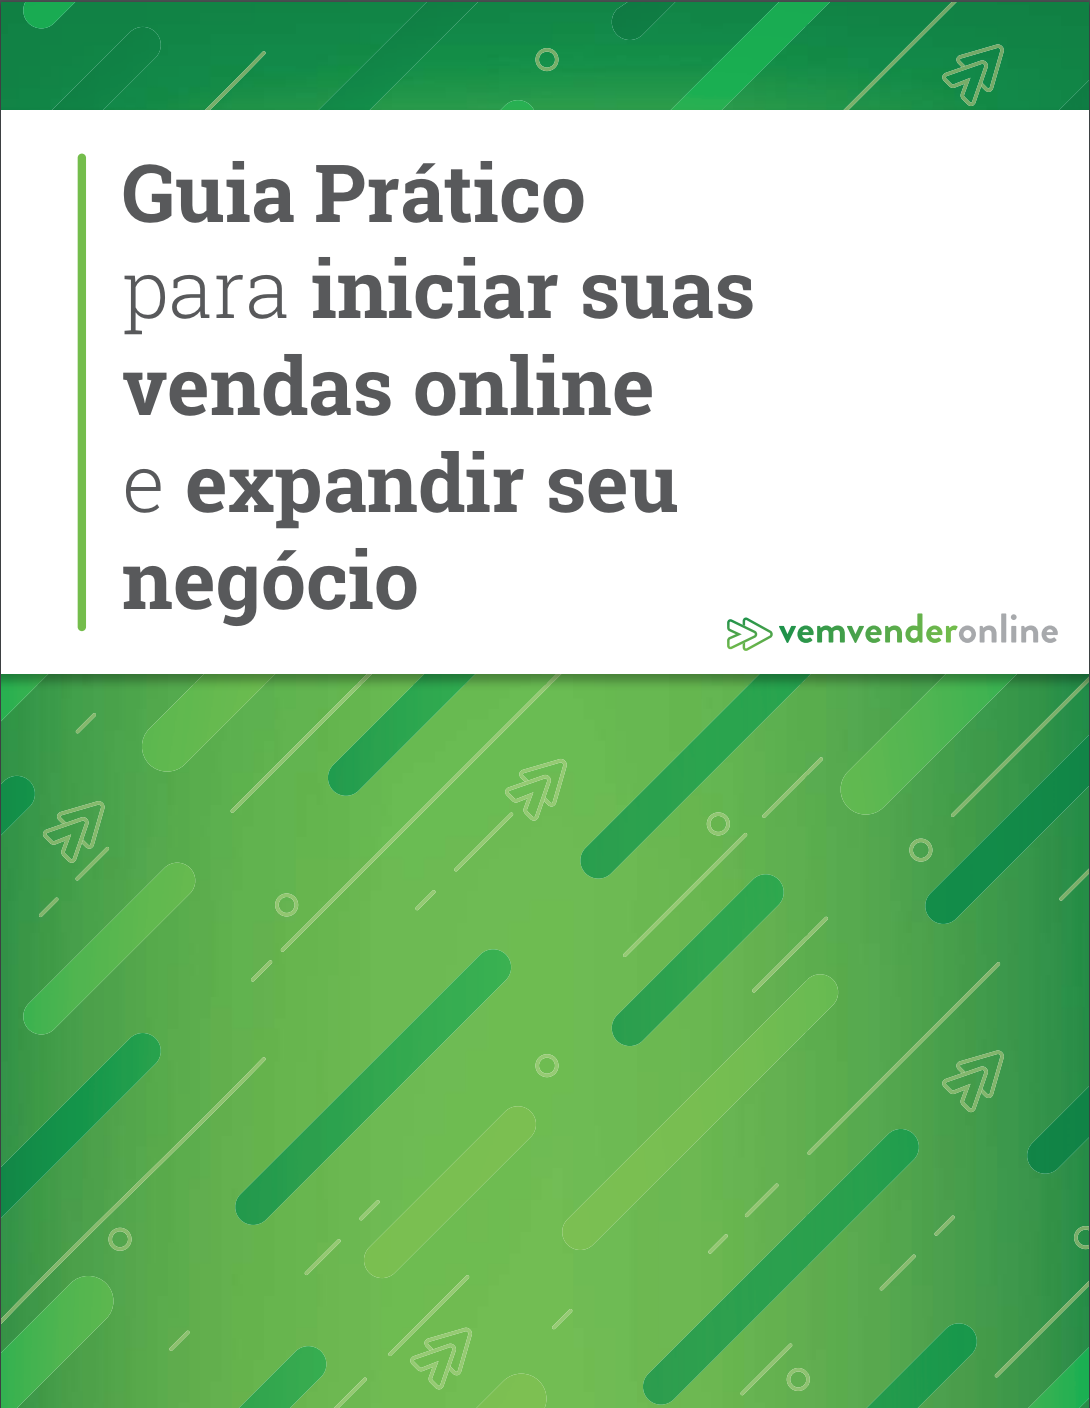 Guia Prático
para iniciar suas
vendas online
e expandir seu
negócio
vemvenderonline